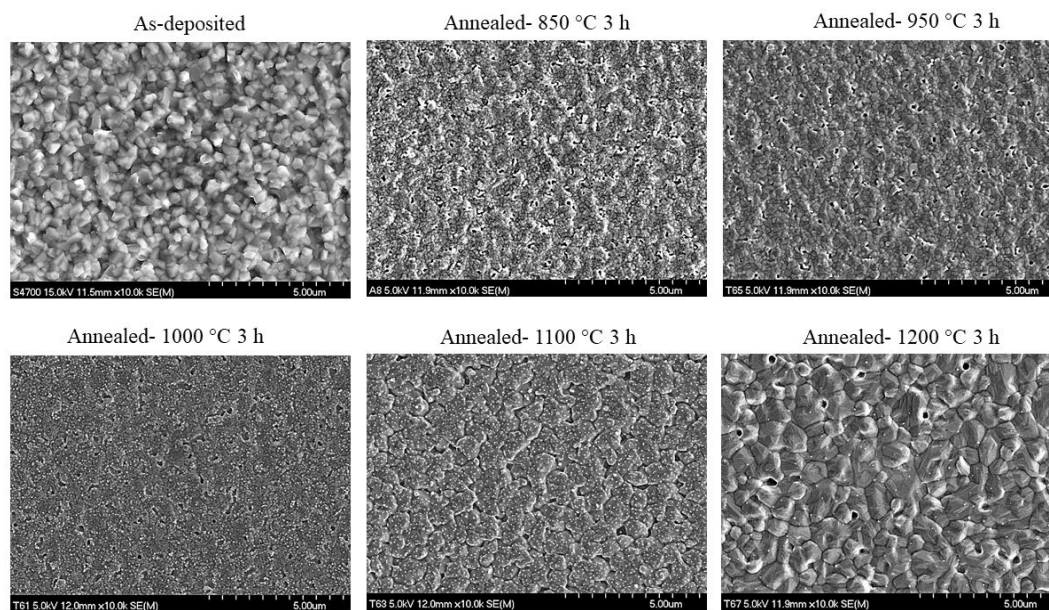 As-deposited
Annealed- 850 °C 3 h
Annealed- 950 °C 3 h
S4700 15.0kV 11.5mm x10.0k SE(M) 5.00um
A8 5.0kV 11.9mm x10.0k SE(M) 5.00um
T65 5.0kV 11.9mm x10.0k SE(M) 5.00um
Annealed- 1000 °C 3 h
Annealed- 1100 °C 3 h
Annealed- 1200 °C 3 h
T61 5.0kV 12.0mm x10.0k SE(M) 5.00um
T63 5.0kV 12.0mm x10.0k SE(M) 5.00um
T67 5.0kV 11.9mm x10.0k SE(M) 5.00um